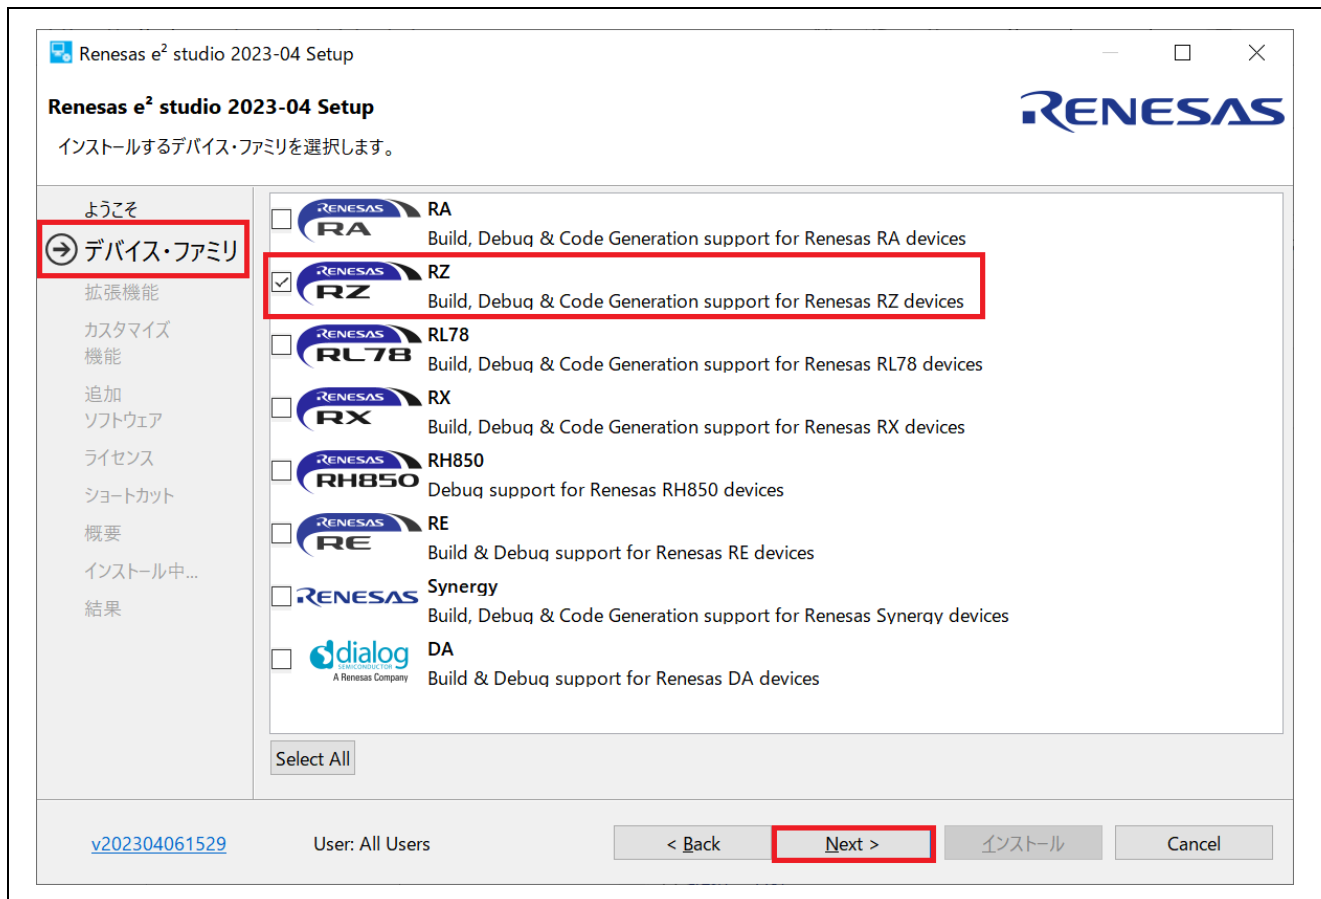 Renesas e² studio 2023-04 Setup
Renesas e² studio 2023-04 Setup
RENESAS
インストールするデバイス・ファミリを選択します。
ようこそ
デバイス・ファミリ
拡張機能
カスタマイズ
機能
追加
ソフトウェア
ライセンス
ショートカット
概要
インストール中...
結果
RENESAS RA
RA
Build, Debug & Code Generation support for Renesas RA devices
RENESAS RZ
RZ
Build, Debug & Code Generation support for Renesas RZ devices
RENESAS RL78
RL78
Build, Debug & Code Generation support for Renesas RL78 devices
RENESAS RX
RX
Build, Debug & Code Generation support for Renesas RX devices
RENESAS RH850
RH850
Debug support for Renesas RH850 devices
RENESAS RE
RE
Build & Debug support for Renesas RE devices
RENESAS
Synergy
Build, Debug & Code Generation support for Renesas Synergy devices
dialog
SEMICONDUCTOR
A Renesas Company
DA
Build & Debug support for Renesas DA devices
Select All
v202304061529
User: All Users
< Back
Next >
インストール
Cancel